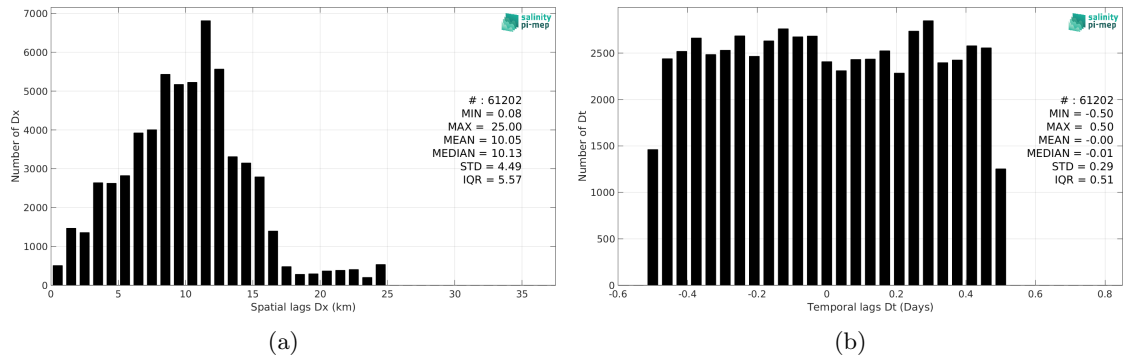 7000
6000
5000
4000
3000
2000
1000
0
Number of Dx
0 5 10 15 20 25 30 35
Spatial lags Dx (km)
salinity
pi-mep
# : 61202
MIN = 0.08
MAX = 25.00
MEAN = 10.05
MEDIAN = 10.13
STD = 4.49
IQR = 5.57
(a)
2500
2000
1500
1000
500
0
Number of Dt
-0.6 -0.4 -0.2 0 0.2 0.4 0.6 0.8
Temporal lags Dt (Days)
salinity
pi-mep
# : 61202
MIN = -0.50
MAX = 0.50
MEAN = -0.00
MEDIAN = -0.01
STD = 0.29
IQR = 0.51
(b)